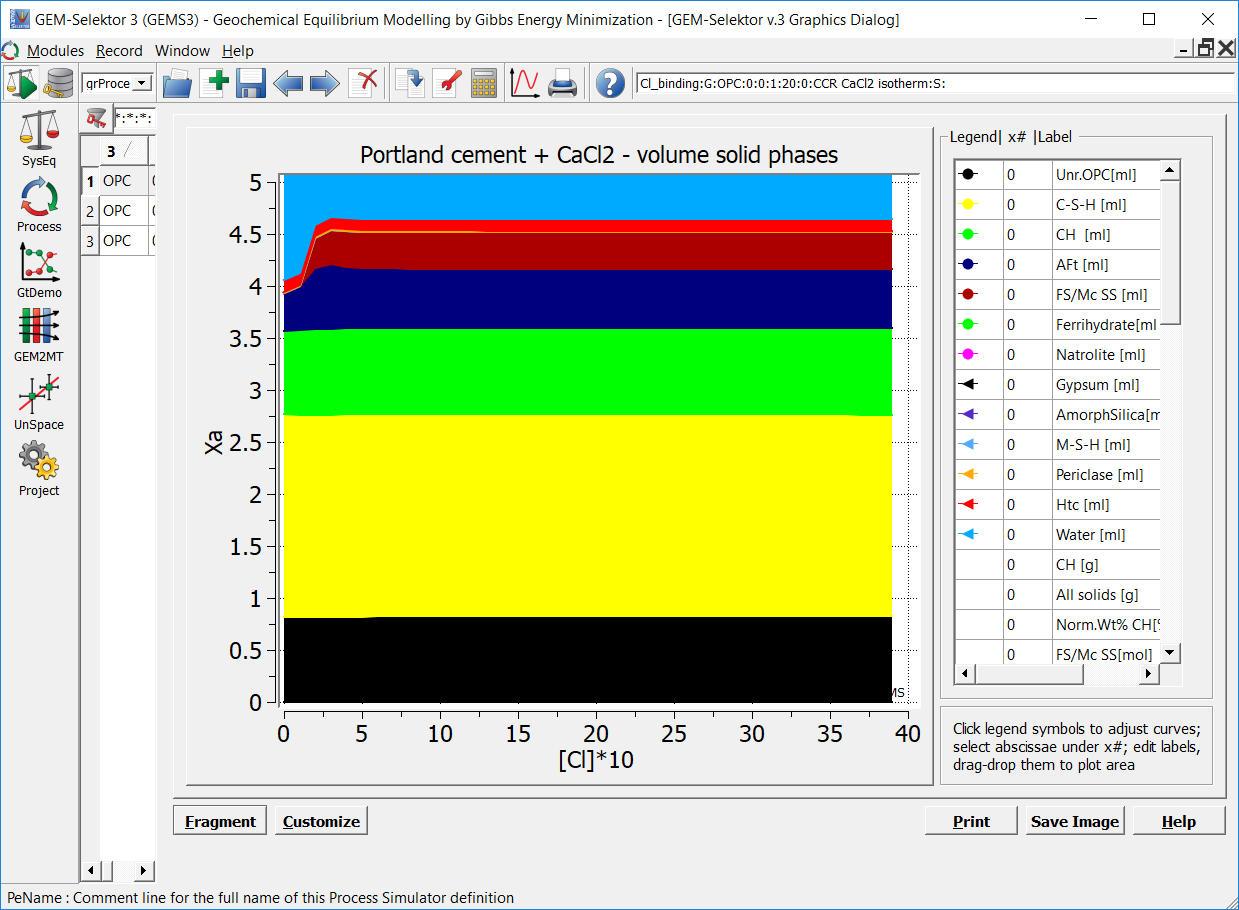 GEM-Selektor 3 (GEMS3) - Geochemical Equilibrium Modelling by Gibbs Energy Minimization - [GEM-Selektor v.3 Graphics Dialog]
Modules Record Window Help
grProce
Cl_binding:G:OPC:0:0:1:20:0:CCR CaCl2 isotherm:S:
SysEq
Process
GtDemo
GEM2MT
UnSpace
Project
*:*:*:
3
1 OPC
2 OPC
3 OPC
Portland cement + CaCl2 - volume solid phases
5
4.5
4
3.5
3
2.5
2
1.5
1
0.5
0
Xa
0 5 10 15 20 25 30 35 40
[Cl]*10
MS
Legend| x# |Label
0 Unr.OPC[ml]
0 C-S-H [ml]
0 CH [ml]
0 AFt [ml]
0 FS/Mc SS [ml]
0 Ferrihydrate[ml
0 Natrolite [ml]
0 Gypsum [ml]
0 AmorphSilica[m
0 M-S-H [ml]
0 Periclase [ml]
0 Htc [ml]
0 Water [ml]
0 CH [g]
0 All solids [g]
0 Norm.Wt% CH[%
0 FS/Mc SS[mol]
Click legend symbols to adjust curves;
select abscissae under x#; edit labels,
drag-drop them to plot area
Fragment Customize Print Save Image Help
PeName : Comment line for the full name of this Process Simulator definition